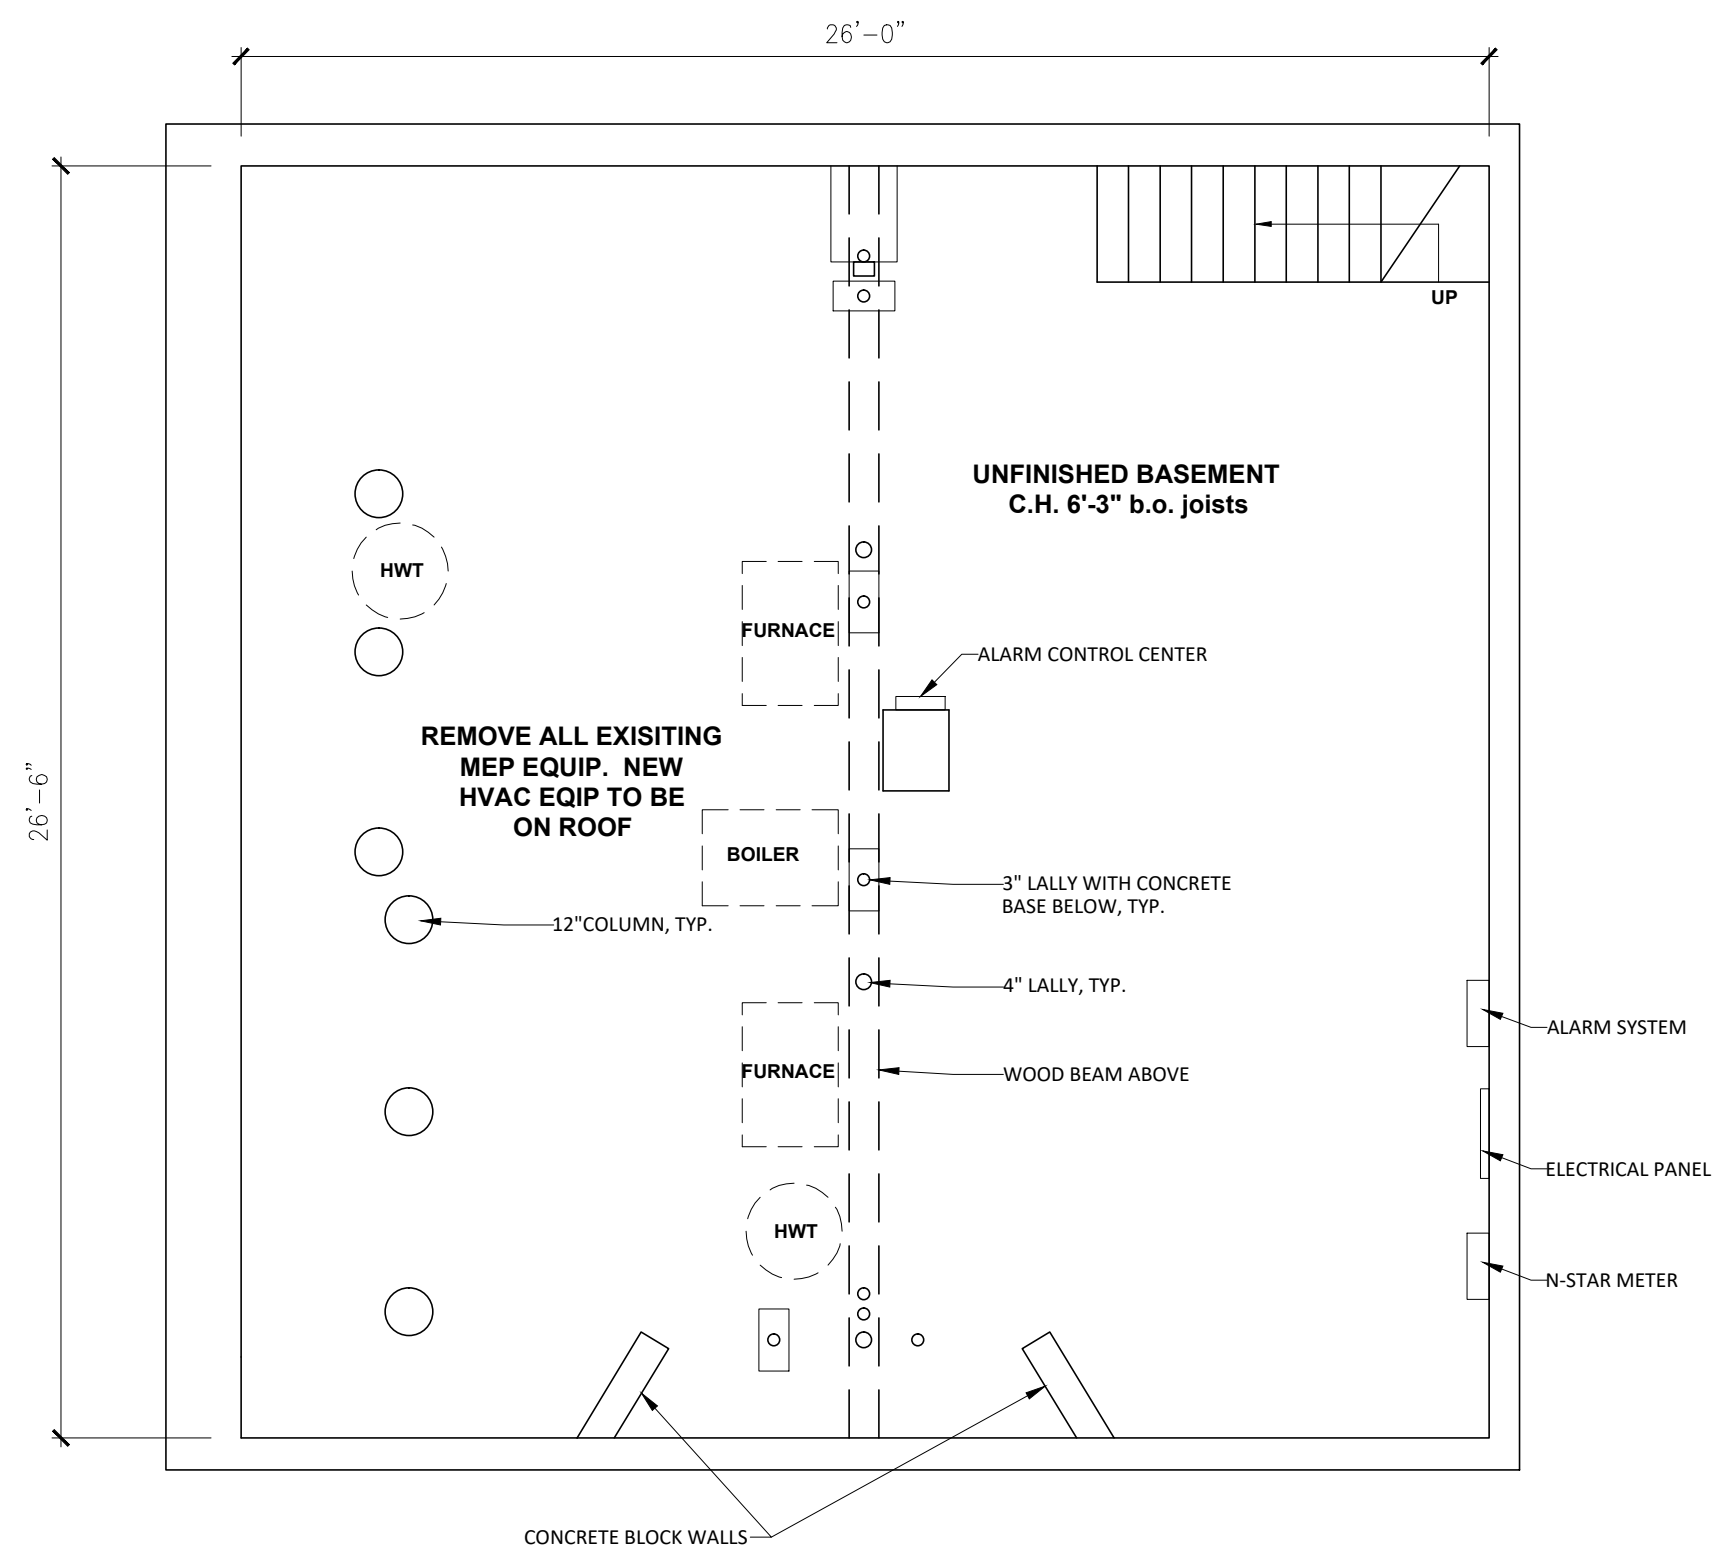 26'-0"
UP
UNFINISHED BASEMENT
C.H. 6'-3" b.o. joists
HWT
FURNACE
ALARM CONTROL CENTER
REMOVE ALL EXISITING
MEP EQUIP. NEW
HVAC EQIP TO BE
ON ROOF
26'-6"
BOILER
3" LALLY WITH CONCRETE
BASE BELOW, TYP.
12"COLUMN, TYP.
4" LALLY, TYP.
ALARM SYSTEM
FURNACE
WOOD BEAM ABOVE
ELECTRICAL PANEL
HWT
N-STAR METER
CONCRETE BLOCK WALLS